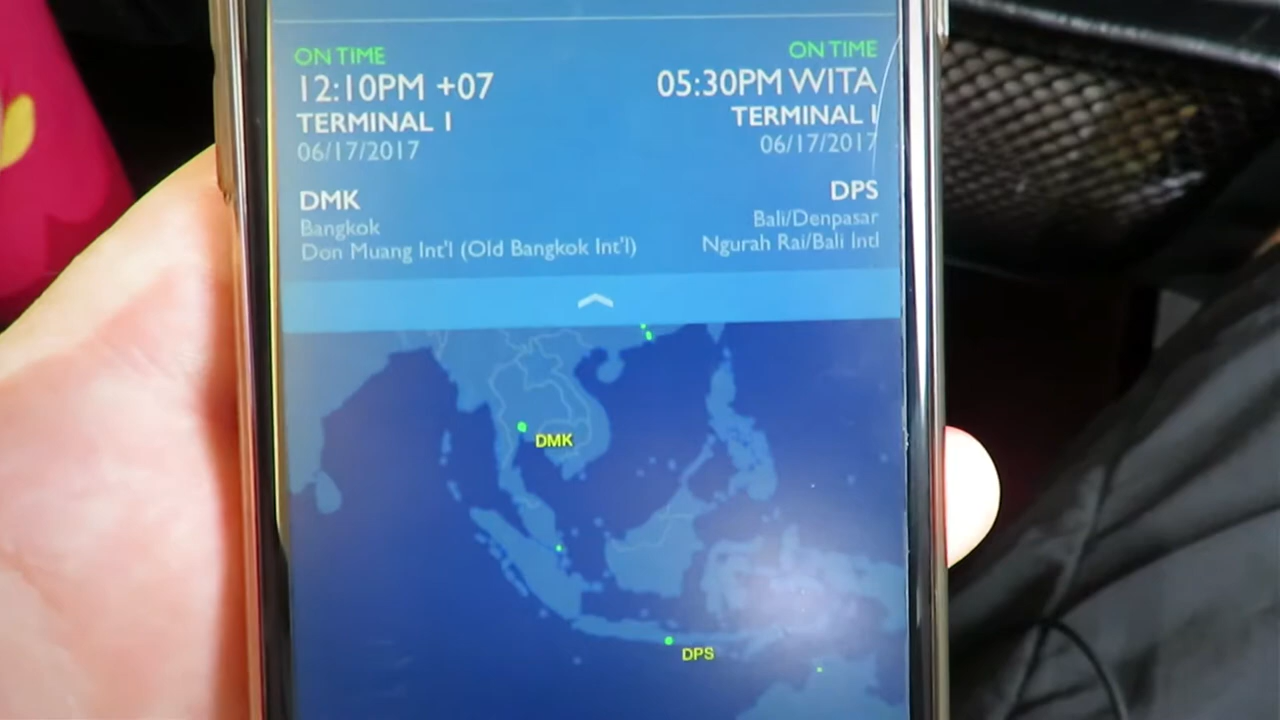 ON TIME
12:10PM +07
TERMINAL 1
06/17/2017
DMK
Bangkok
Don Muang Int'l (Old Bangkok Int'l)
ON TIME
05:30PM WITA
TERMINAL 1
06/17/2017
DPS
Bali/Denpasar
Ngurah Rai/Bali Intl
DMK
DPS